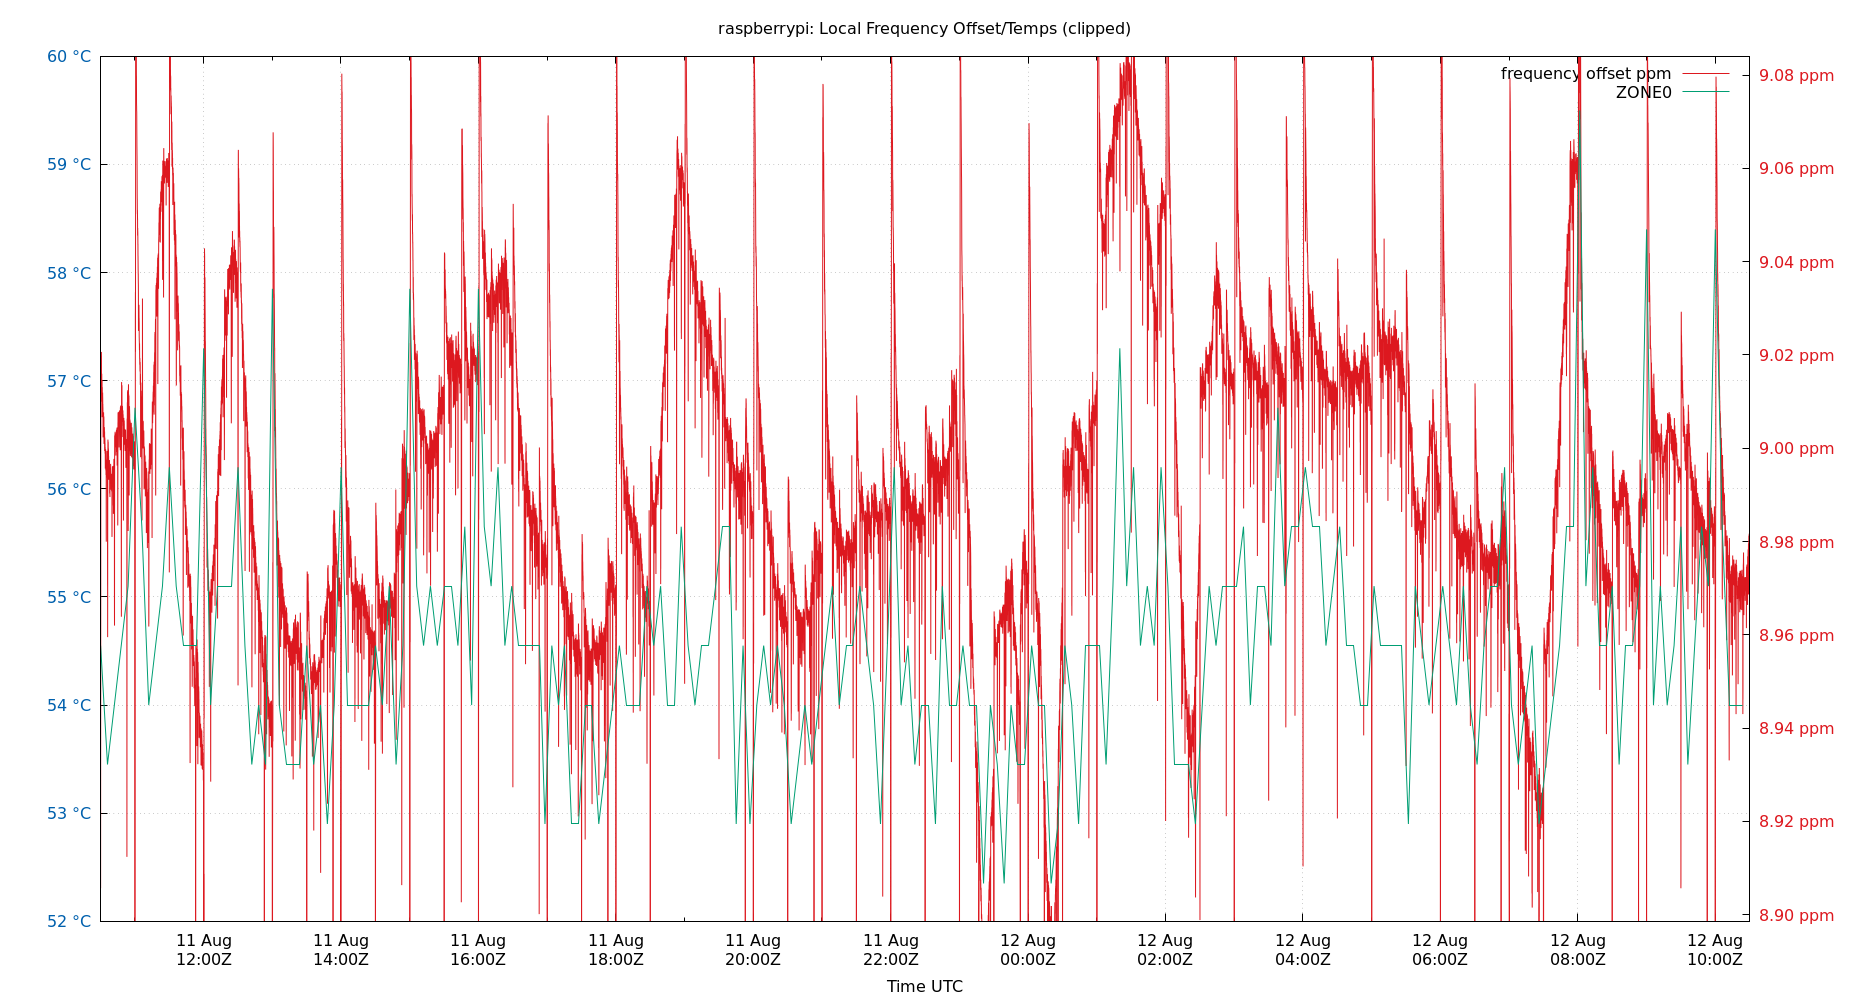 raspberrypi: Local Frequency Offset/Temps (clipped)
60 °C
59 °C
58 °C
57 °C
56 °C
55 °C
54 °C
53 °C
52 °C
frequency offset ppm
ZONE0
9.08 ppm
9.06 ppm
9.04 ppm
9.02 ppm
9.00 ppm
8.98 ppm
8.96 ppm
8.94 ppm
8.92 ppm
8.90 ppm
11 Aug
12:00Z
11 Aug
14:00Z
11 Aug
16:00Z
11 Aug
18:00Z
11 Aug
20:00Z
11 Aug
22:00Z
12 Aug
00:00Z
12 Aug
02:00Z
12 Aug
04:00Z
12 Aug
06:00Z
12 Aug
08:00Z
12 Aug
10:00Z
Time UTC